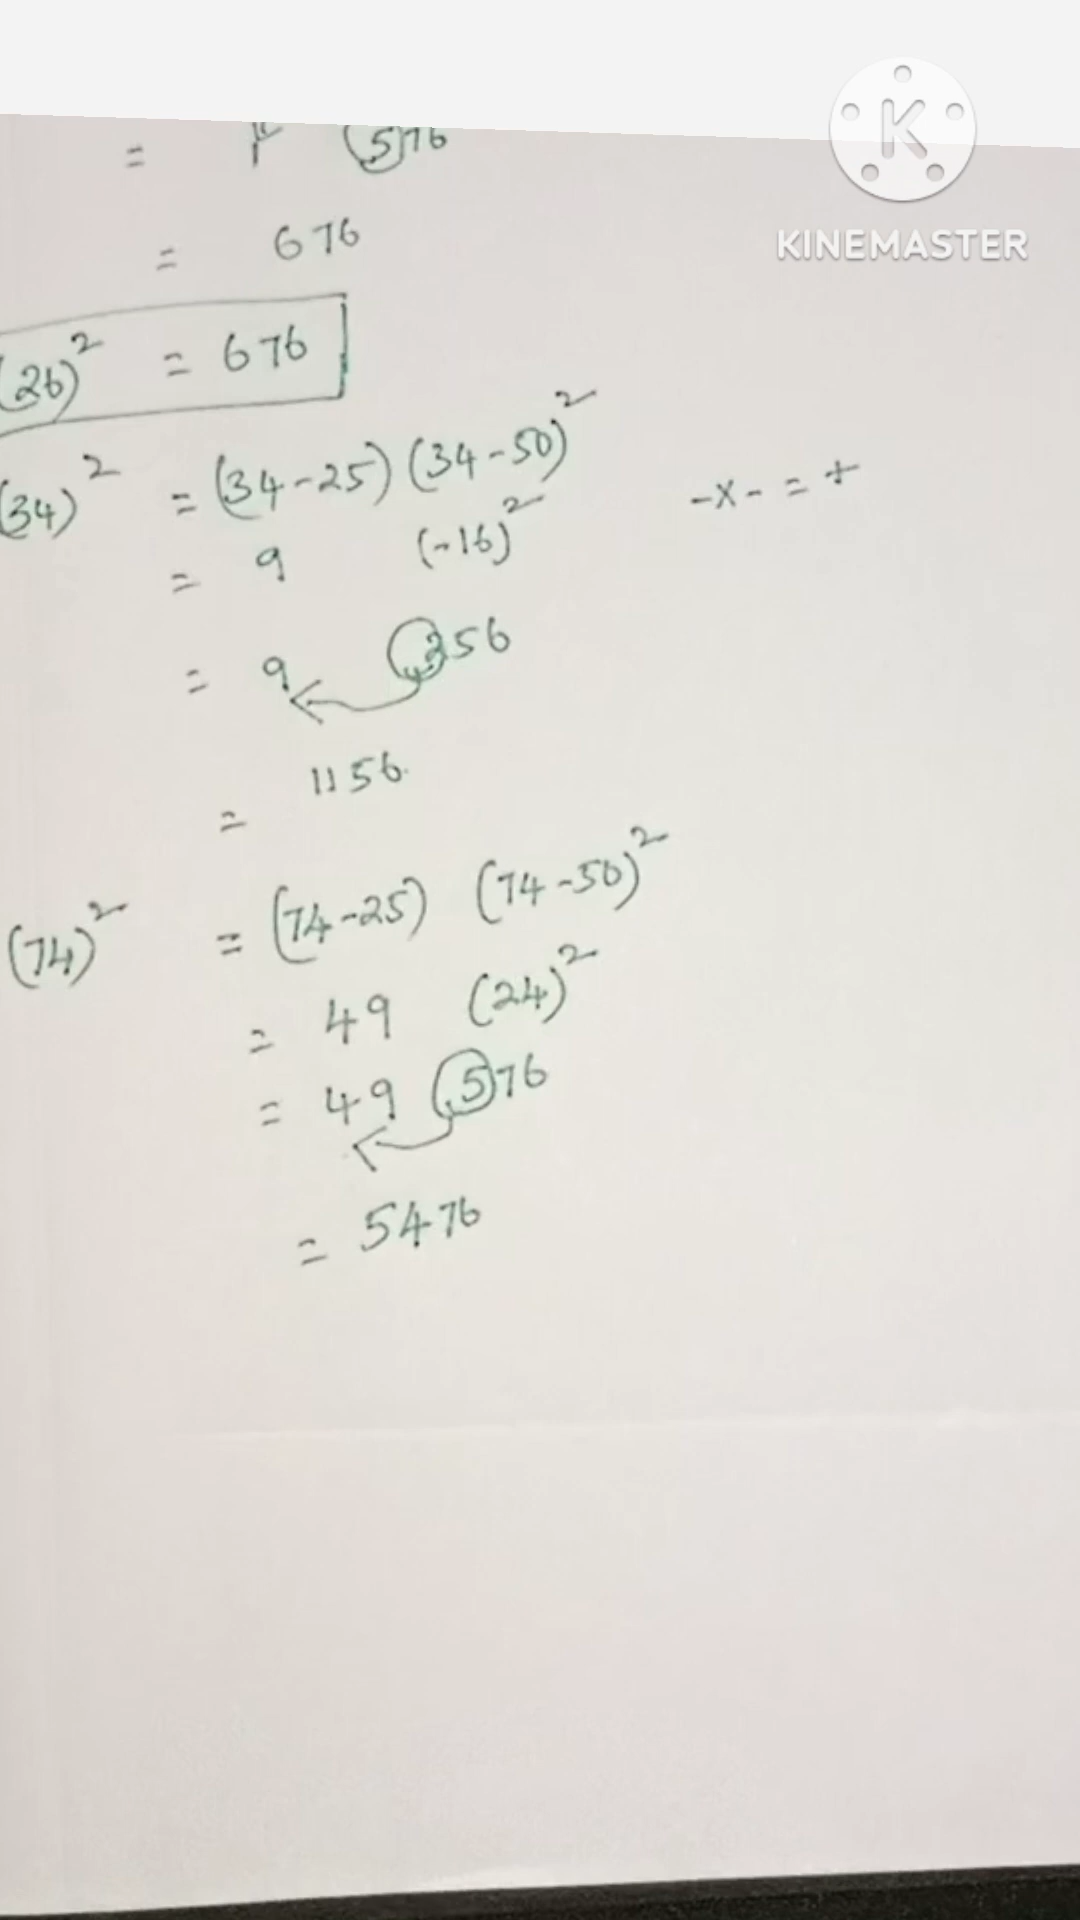 KINEMASTER
= 1 576
= 676
(26)² = 676
(34)² = (34-25) (34-50)²
-x- = +
= 9 (-16)²
= 9 256
= 1156
(74)² = (74-25) (74-50)²
= 49 (24)²
= 49 576
= 5476